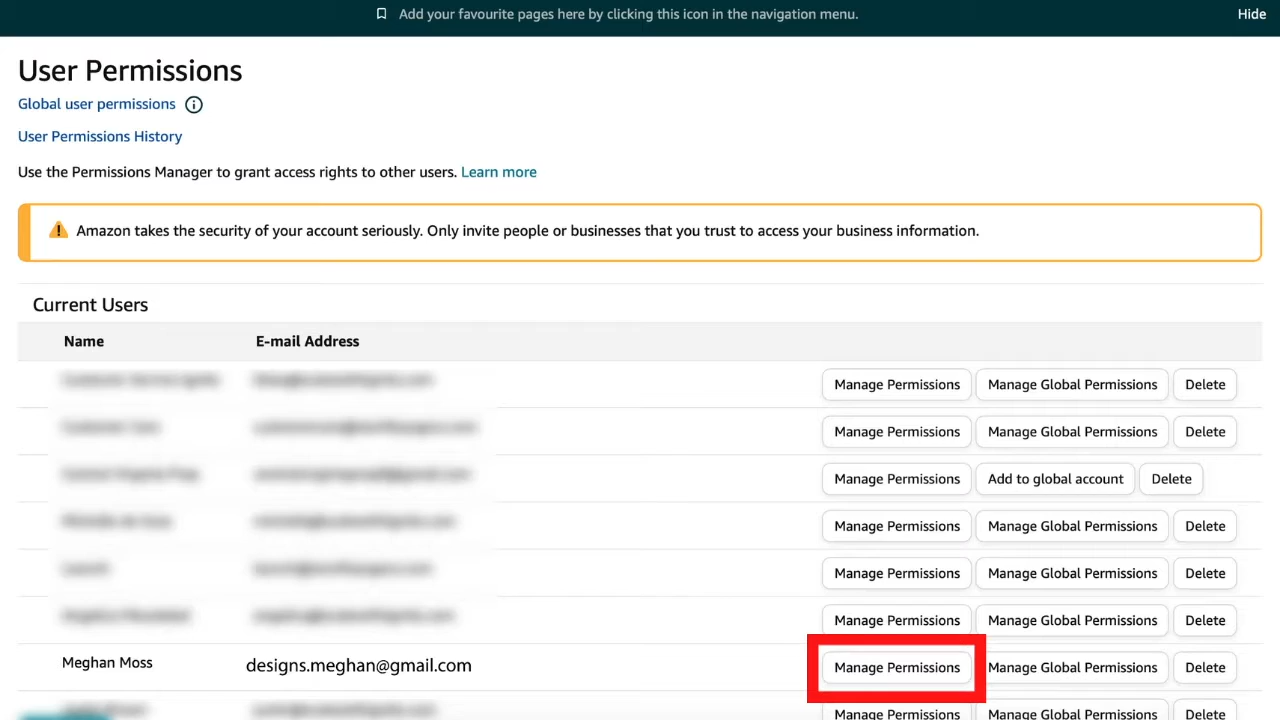 Add your favourite pages here by clicking this icon in the navigation menu. Hide
User Permissions
Global user permissions
User Permissions History
Use the Permissions Manager to grant access rights to other users. Learn more
Amazon takes the security of your account seriously. Only invite people or businesses that you trust to access your business information.
Current Users
Name E-mail Address
Manage Permissions Manage Global Permissions Delete
Manage Permissions Manage Global Permissions Delete
Manage Permissions Add to global account Delete
Manage Permissions Manage Global Permissions Delete
Manage Permissions Manage Global Permissions Delete
Manage Permissions Manage Global Permissions Delete
Meghan Moss designs.meghan@gmail.com Manage Permissions Manage Global Permissions Delete
Manage Permissions Manage Global Permissions Delete